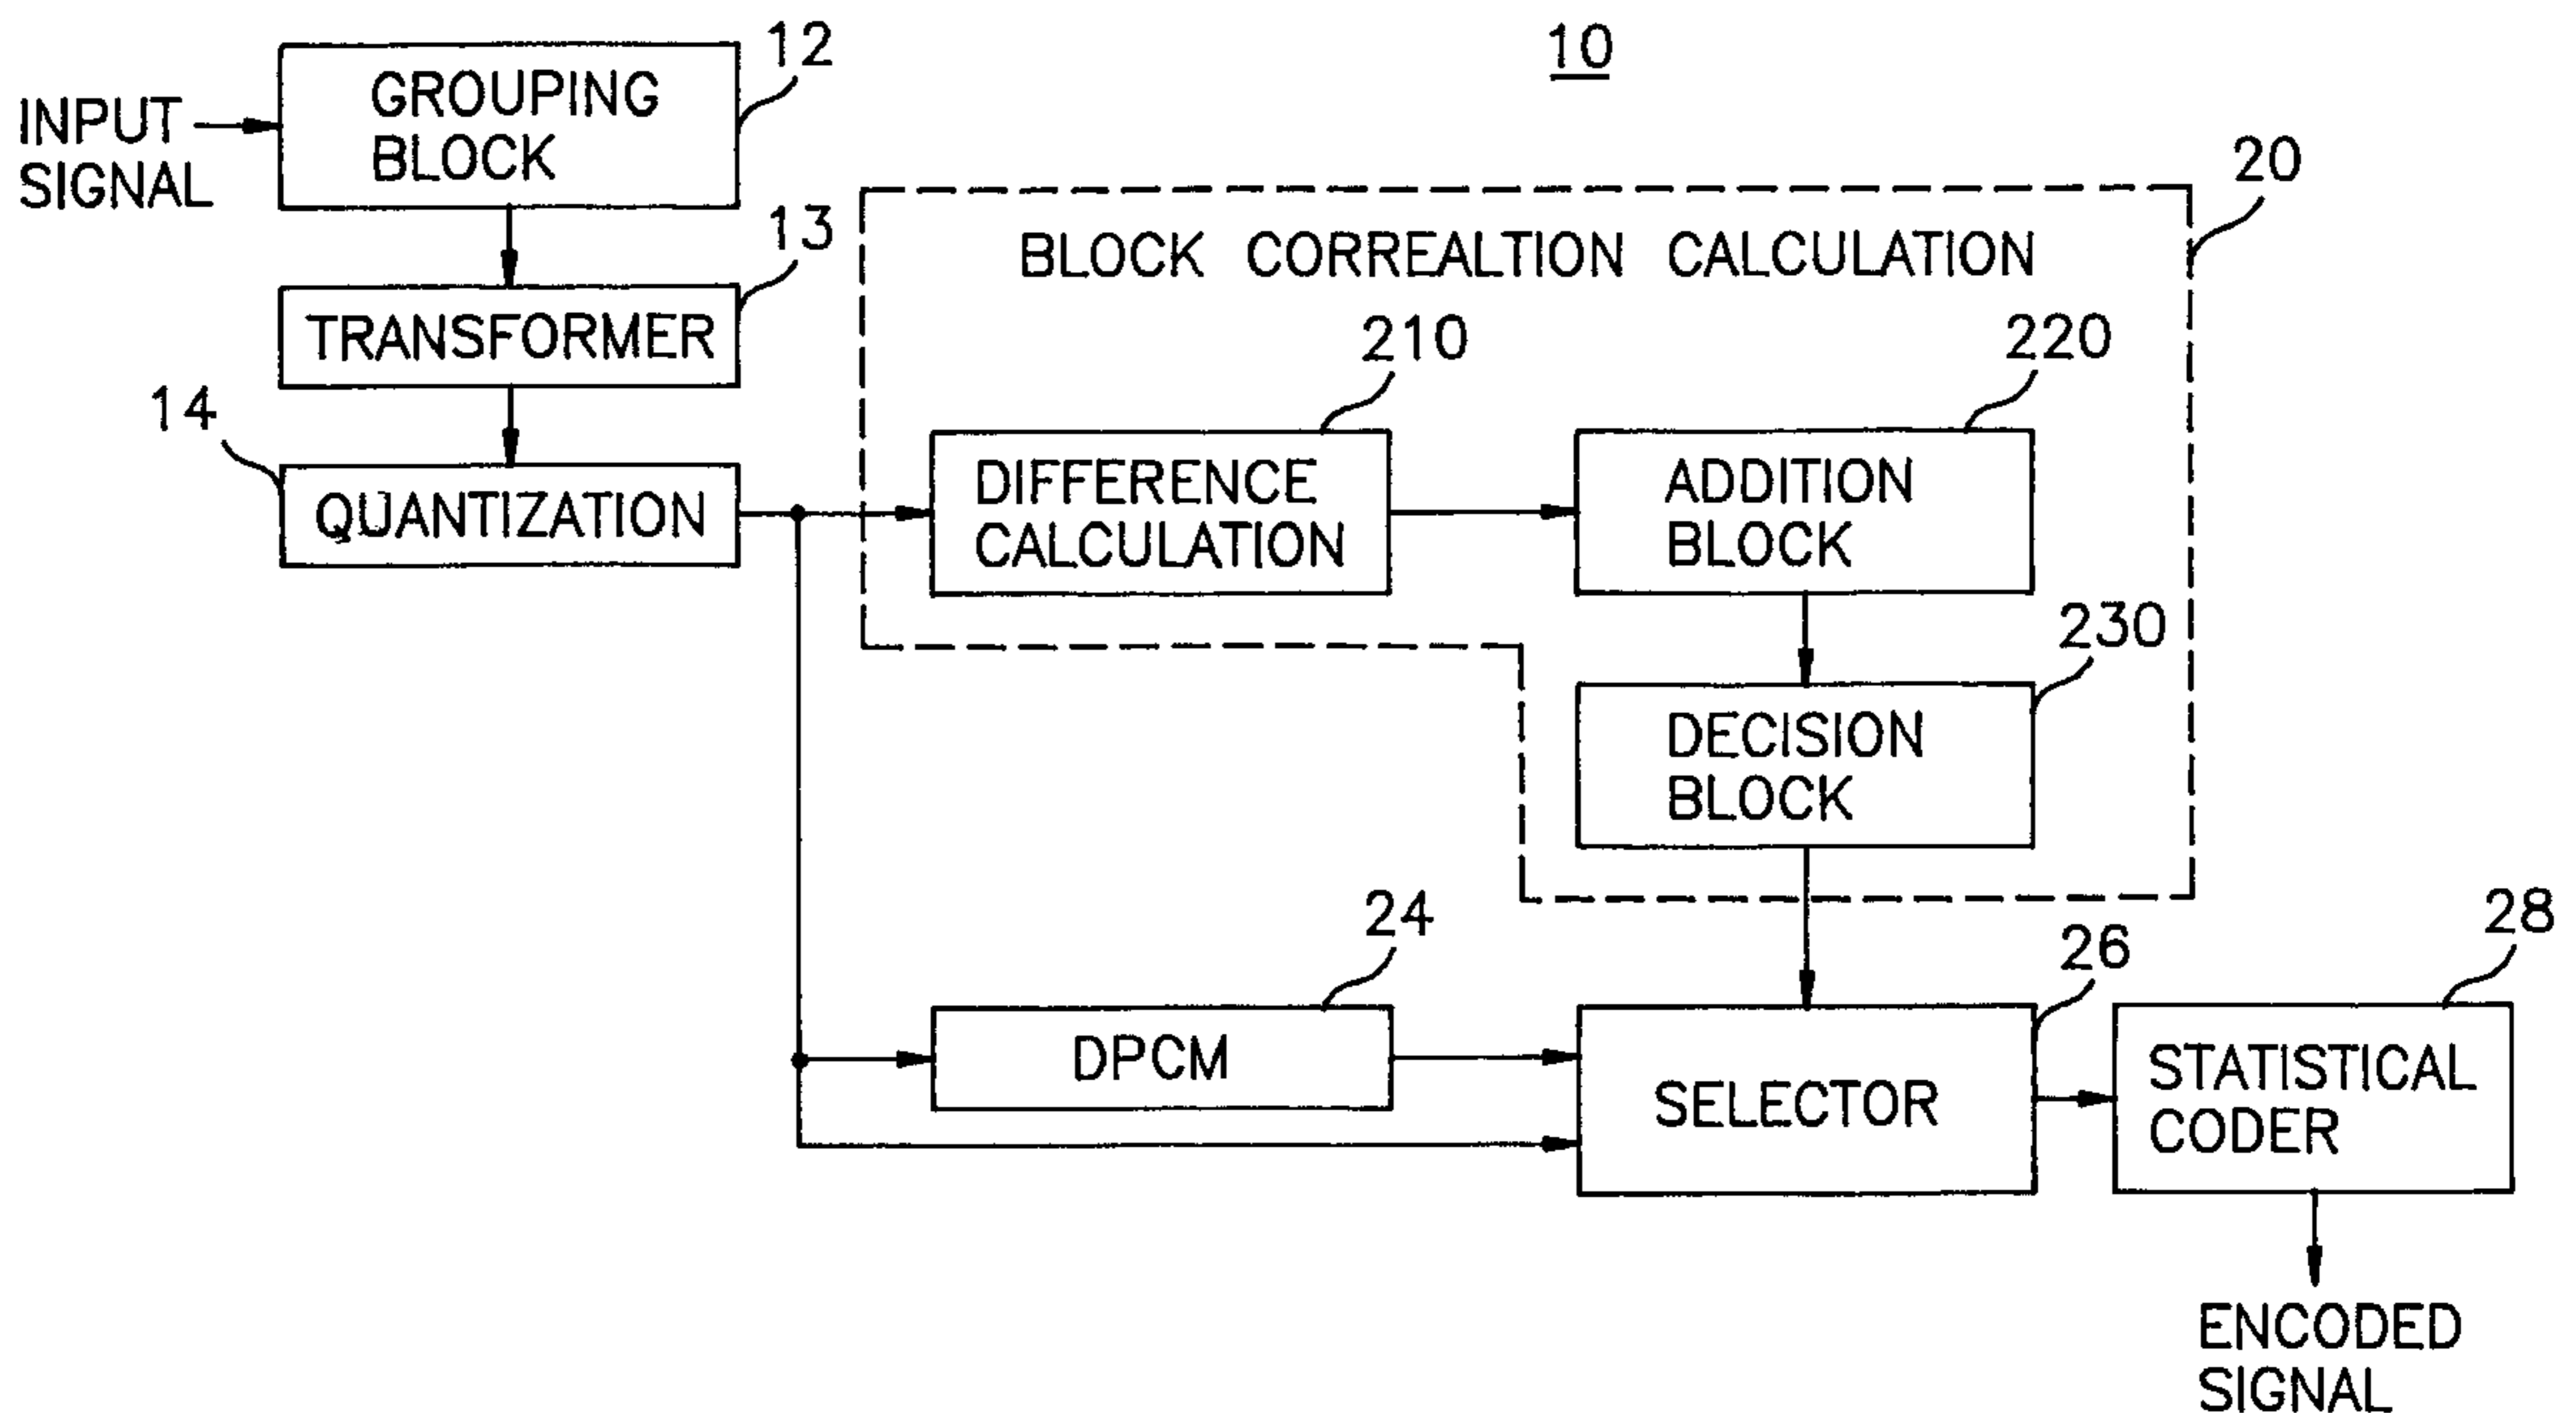 10
12
INPUT
SIGNAL
GROUPING
BLOCK
13
TRANSFORMER
14
QUANTIZATION
20
BLOCK CORREALTION CALCULATION
210
DIFFERENCE
CALCULATION
220
ADDITION
BLOCK
230
DECISION
BLOCK
24
DPCM
26
SELECTOR
28
STATISTICAL
CODER
ENCODED
SIGNAL